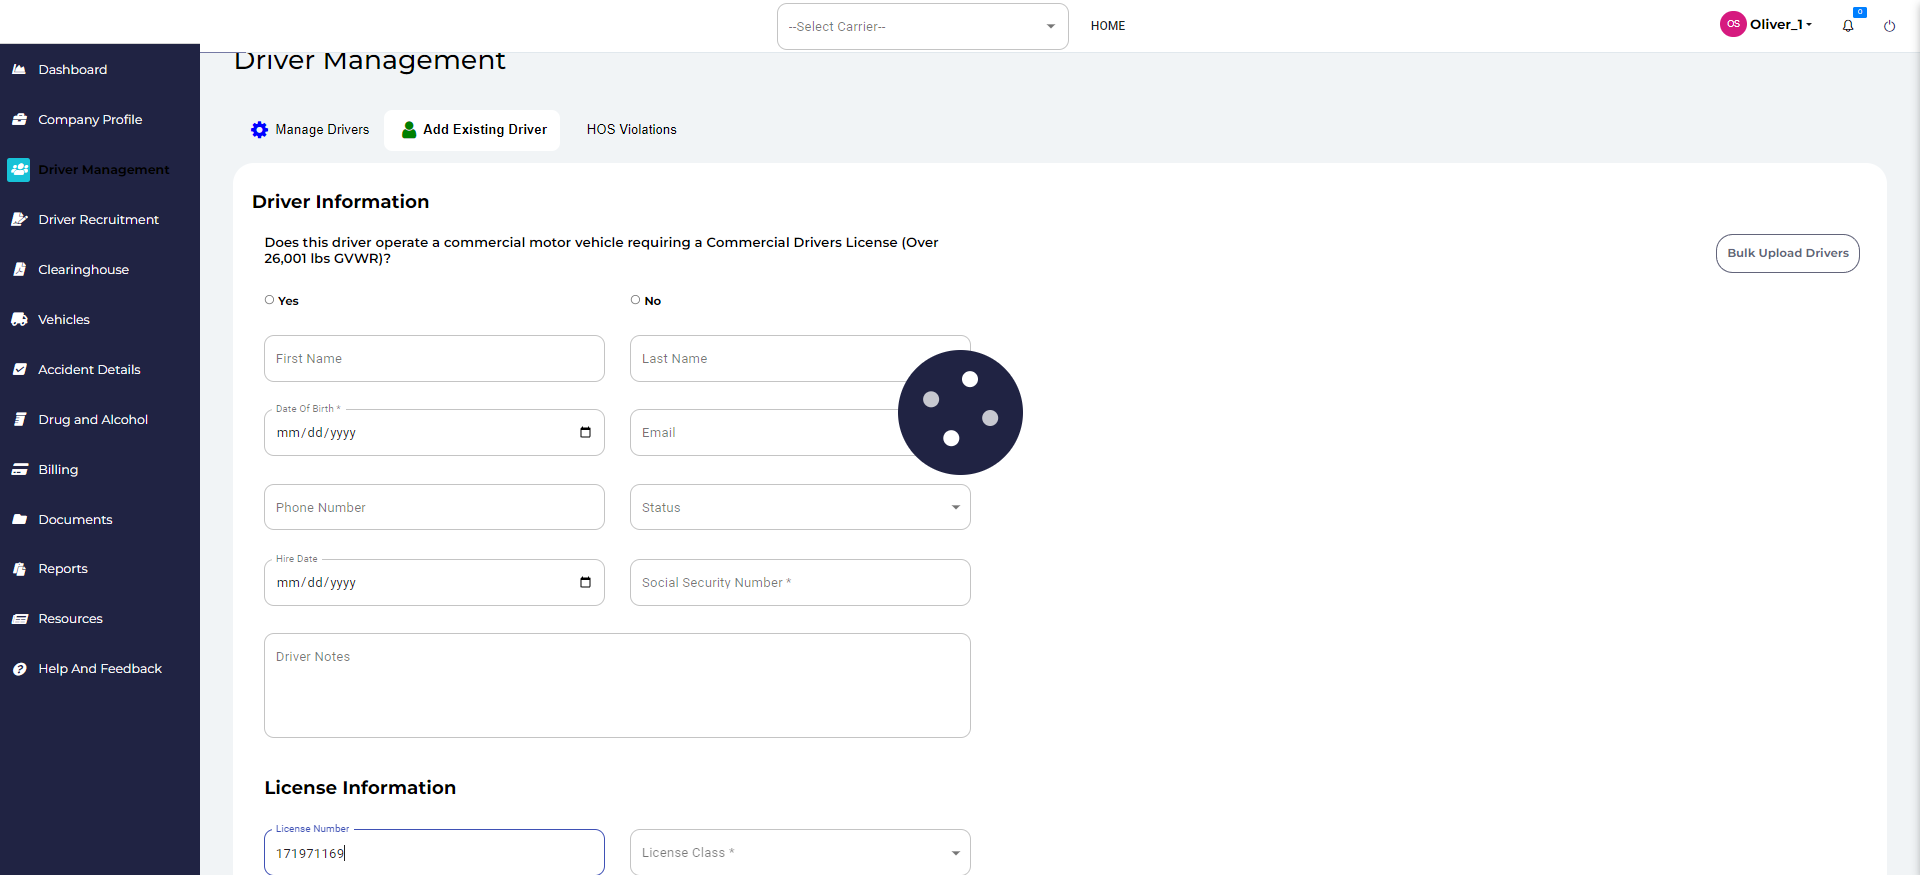 --Select Carrier--
HOME
OS
Oliver_1
0
Dashboard
Company Profile
Driver Management
Driver Recruitment
Clearinghouse
Vehicles
Accident Details
Drug and Alcohol
Billing
Documents
Reports
Resources
Help And Feedback
Driver Management
Manage Drivers
Add Existing Driver
HOS Violations
Driver Information
Does this driver operate a commercial motor vehicle requiring a Commercial Drivers License (Over
26,001 lbs GVWR)?
Bulk Upload Drivers
Yes
No
First Name
Last Name
Date Of Birth *
mm/dd/yyyy
Email
Phone Number
Status
Hire Date
mm/dd/yyyy
Social Security Number *
Driver Notes
License Information
License Number
171971169
License Class *